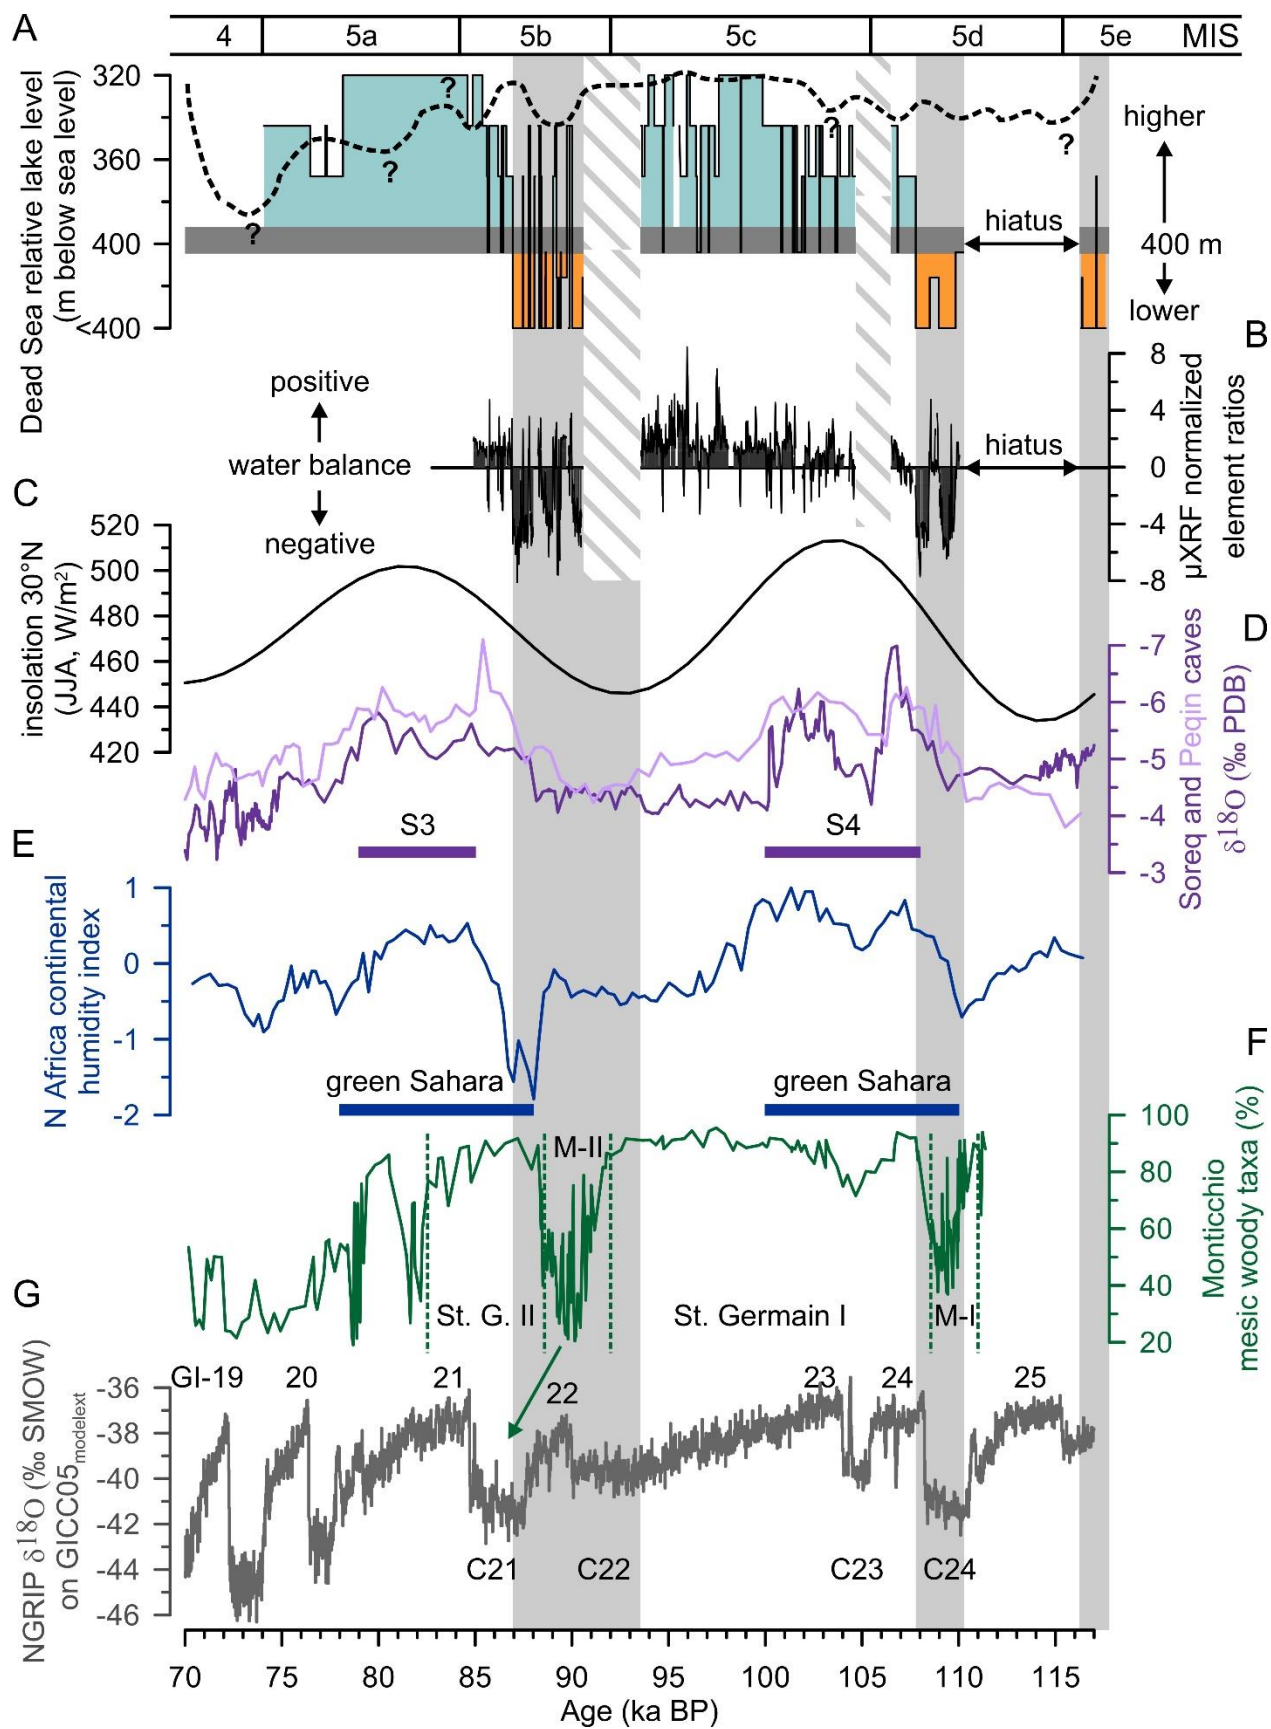 A
4 5a 5b 5c 5d 5e MIS
Dead Sea relative lake level
(m below sea level)
320
360
400
<400
?
?
?
?
?
higher
hiatus
400 m
lower
B
positive
water balance
negative
hiatus
8
4
0
-4
-8
µXRF normalized
element ratios
C
insolation 30°N
(JJA, W/m²)
520
500
480
460
440
420
D
-7
-6
-5
-4
-3
Soreq and Peqin caves
δ¹⁸O (‰ PDB)
S3 S4
E
N Africa continental
humidity index
1
0
-1
-2
green Sahara green Sahara
F
100
80
60
40
20
Monticchio
mesic woody taxa (%)
M-II
St. G. II St. Germain I M-I
G
NGRIP δ¹⁸O (‰ SMOW)
on GICC05modelext
GI-19 20 21 22 23 24 25
-36
-38
-40
-42
-44
-46
C21 C22 C23 C24
70 75 80 85 90 95 100 105 110 115
Age (ka BP)